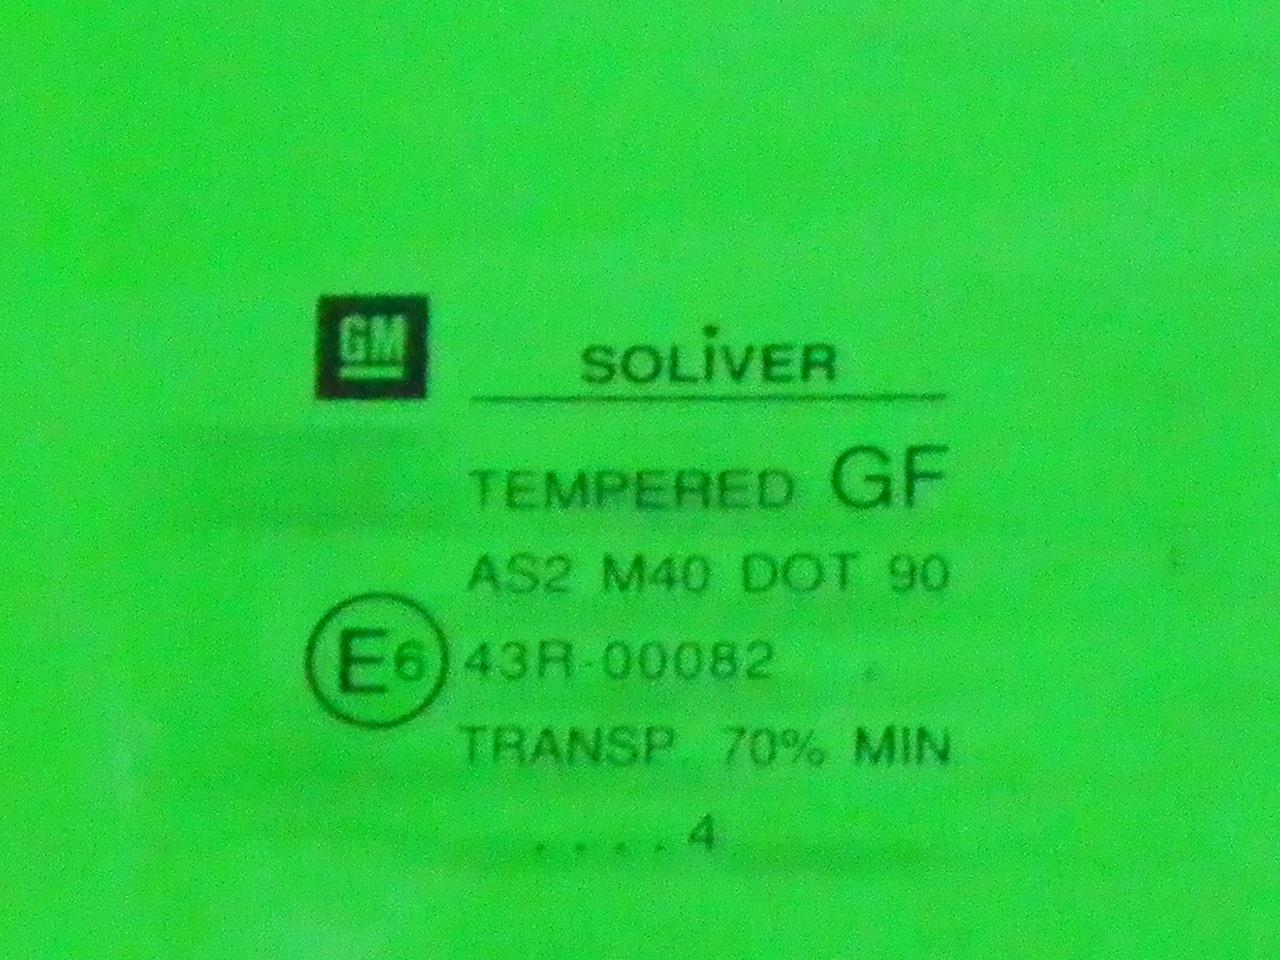 GM
SOLiVER
TEMPERED GF
AS2 M40 DOT 90
E6 43R-00082
TRANSP. 70% MIN
....4